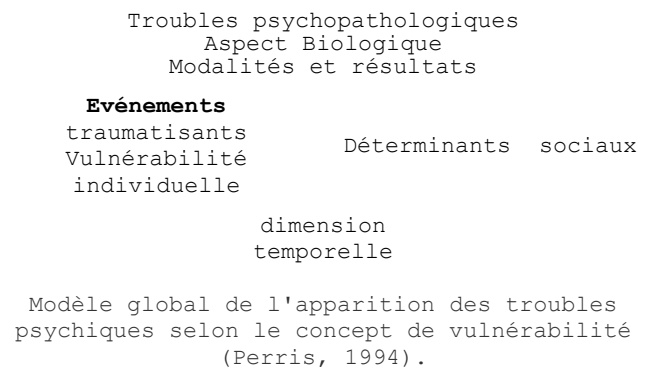 Troubles psychopathologiques
Aspect Biologique
Modalités et résultats
Evénements
traumatisants
Vulnérabilité
individuelle
Déterminants sociaux
dimension
temporelle
Modèle global de l'apparition des troubles
psychiques selon le concept de vulnérabilité
(Perris, 1994).